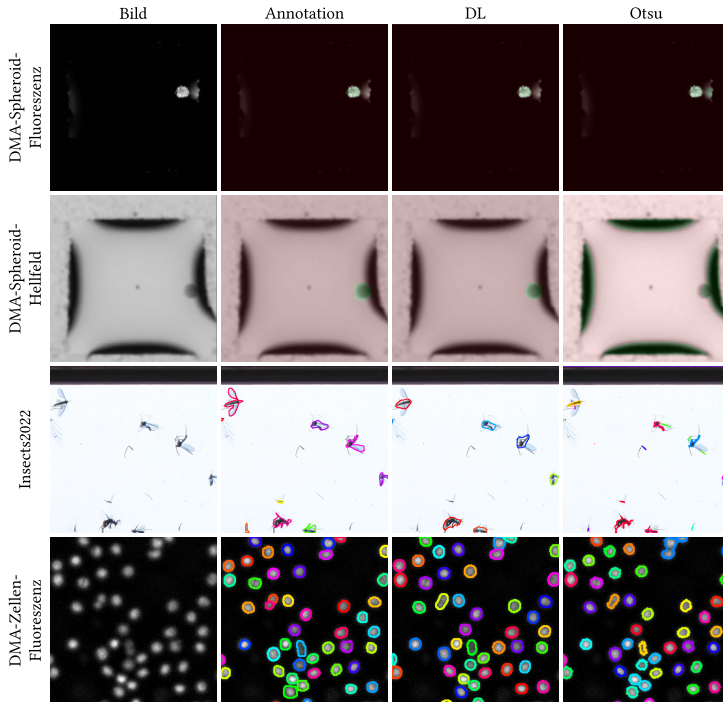 Bild Annotation DL Otsu
DMA-Spheroid-
Fluoreszenz
DMA-Spheroid-
Hellfeld
Insects2022
DMA-Zellen-
Fluoreszenz